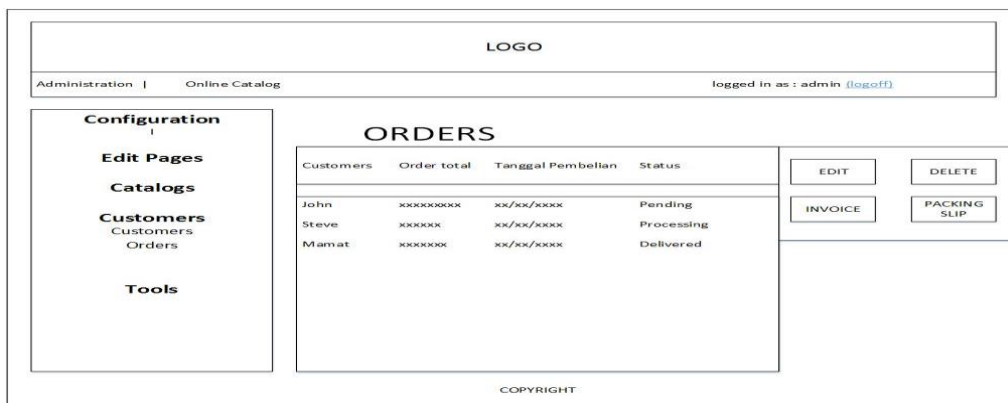 LOGO
Administration |
Online Catalog
logged in as : admin (logoff)
Configuration
Edit Pages
Catalogs
Customers
Customers
Orders
Tools
ORDERS
Customers Order total Tanggal Pembelian Status
John xxxxxxxxx xx/xx/xxxx Pending
Steve xxxxxx xx/xx/xxxx Processing
Mamat xxxxxxx xx/xx/xxxx Delivered
EDIT
DELETE
INVOICE
PACKING
SLIP
COPYRIGHT